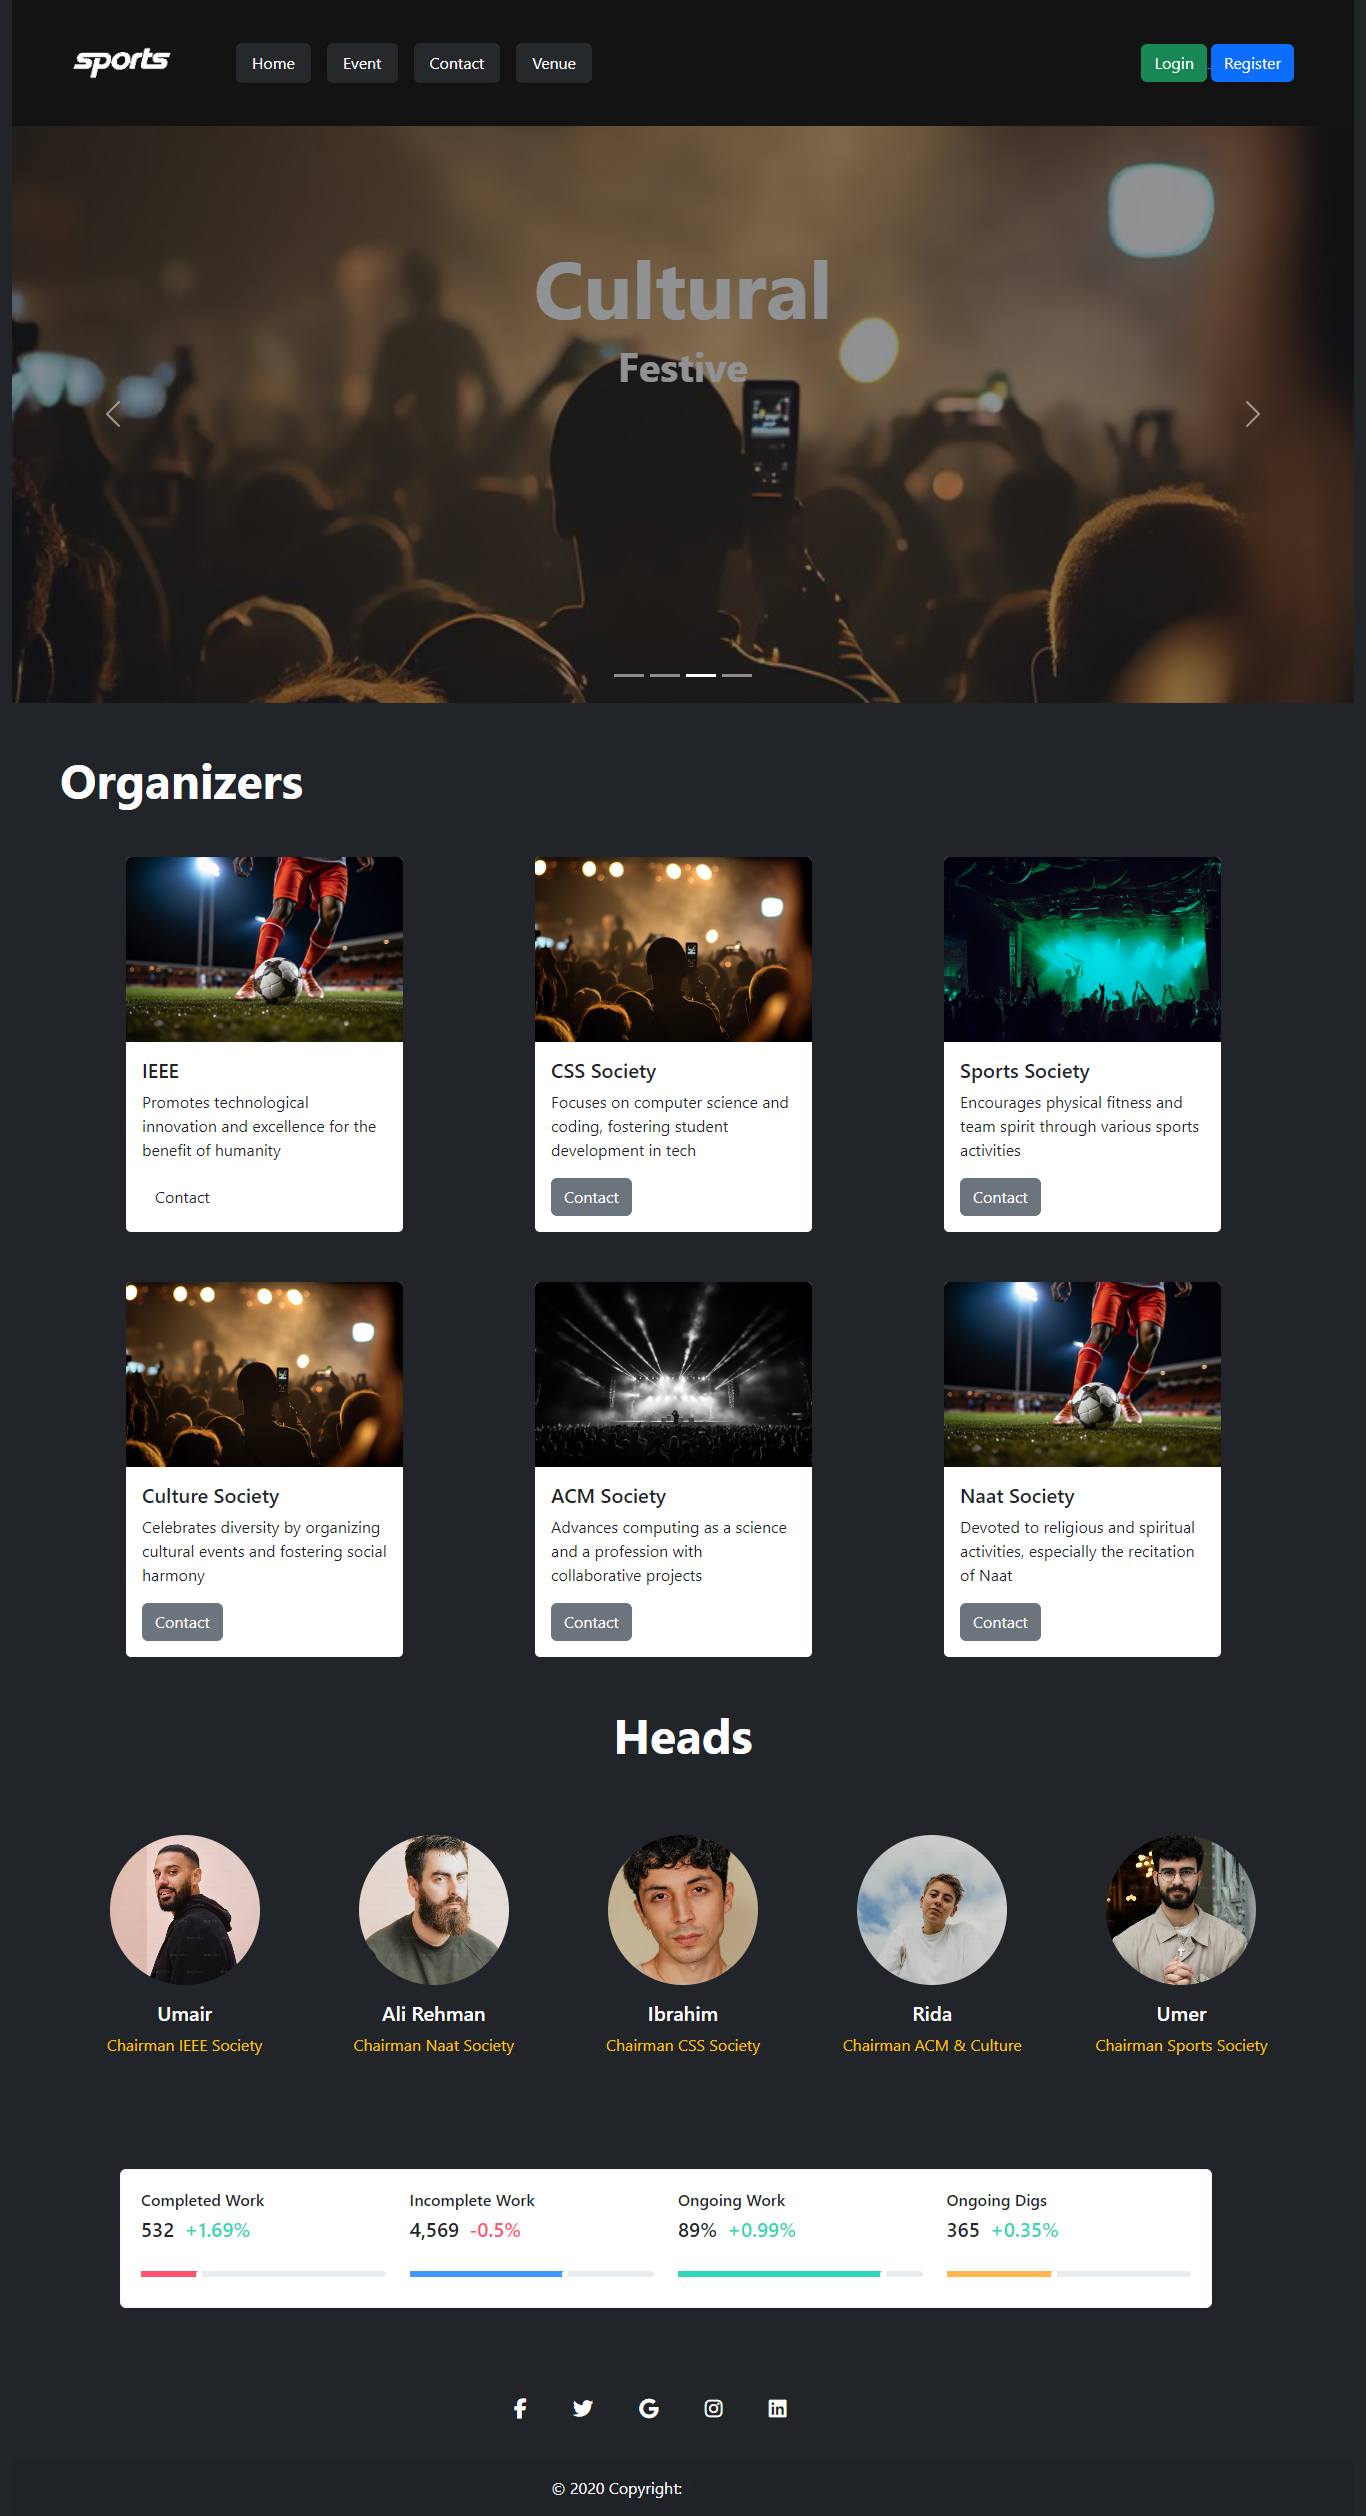 sports
Home
Event
Contact
Venue
Login
Register
Cultural
Festive
Organizers
IEEE
Promotes technological
innovation and excellence for the
benefit of humanity
Contact
CSS Society
Focuses on computer science and
coding, fostering student
development in tech
Contact
Sports Society
Encourages physical fitness and
team spirit through various sports
activities
Contact
Culture Society
Celebrates diversity by organizing
cultural events and fostering social
harmony
Contact
ACM Society
Advances computing as a science
and a profession with
collaborative projects
Contact
Naat Society
Devoted to religious and spiritual
activities, especially the recitation
of Naat
Contact
Heads
Umair
Chairman IEEE Society
Ali Rehman
Chairman Naat Society
Ibrahim
Chairman CSS Society
Rida
Chairman ACM & Culture
Umer
Chairman Sports Society
Completed Work
532 +1.69%
Incomplete Work
4,569 -0.5%
Ongoing Work
89% +0.99%
Ongoing Digs
365 +0.35%
© 2020 Copyright: